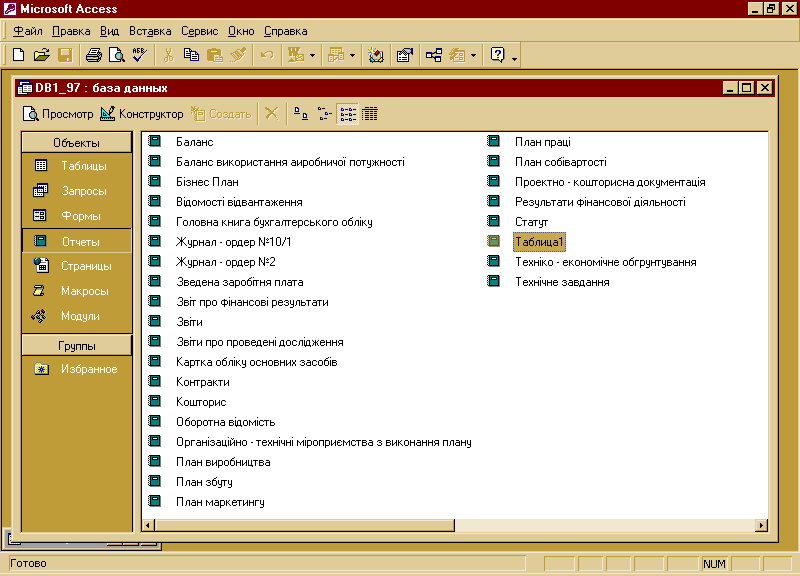 Microsoft Access
Файл Правка Вид Вставка Сервис Окно Справка
DB1_97 : база данных
Просмотр Конструктор Создать
Объекты
Таблицы
Запросы
Формы
Отчеты
Страницы
Макросы
Модули
Группы
Избранное
Баланс
Баланс використання аиробничої потужності
Бізнес План
Відомості відвантаження
Головна книга бухгалтерського обліку
Журнал - ордер №10/1
Журнал - ордер №2
Зведена заробітня плата
Звіт про фінансові результати
Звіти
Звіти про проведені дослідження
Картка обліку основних засобів
Контракти
Кошторис
Оборотна відомість
Організаційно - технічні міроприємства з виконання плану
План виробництва
План збуту
План маркетингу
План праці
План собівартості
Проектно - кошторисна документація
Результати фінансової діяльності
Статут
Таблица1
Техніко - економічне обгрунтування
Технічне завдання
Готово
NUM